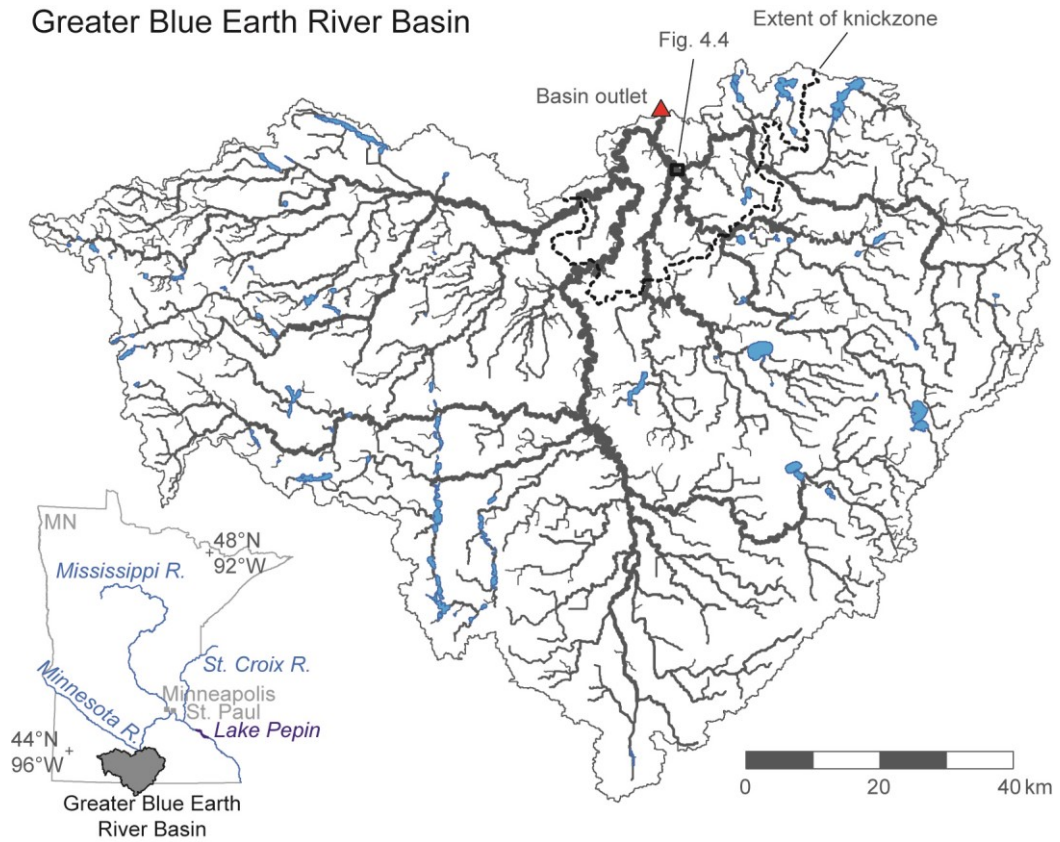 Greater Blue Earth River Basin
Extent of knickzone
Fig. 4.4
Basin outlet
MN
48°N
92°W
Mississippi R.
St. Croix R.
Minnesota R.
Minneapolis
St. Paul
Lake Pepin
44°N
96°W
Greater Blue Earth
River Basin
0 20 40 km